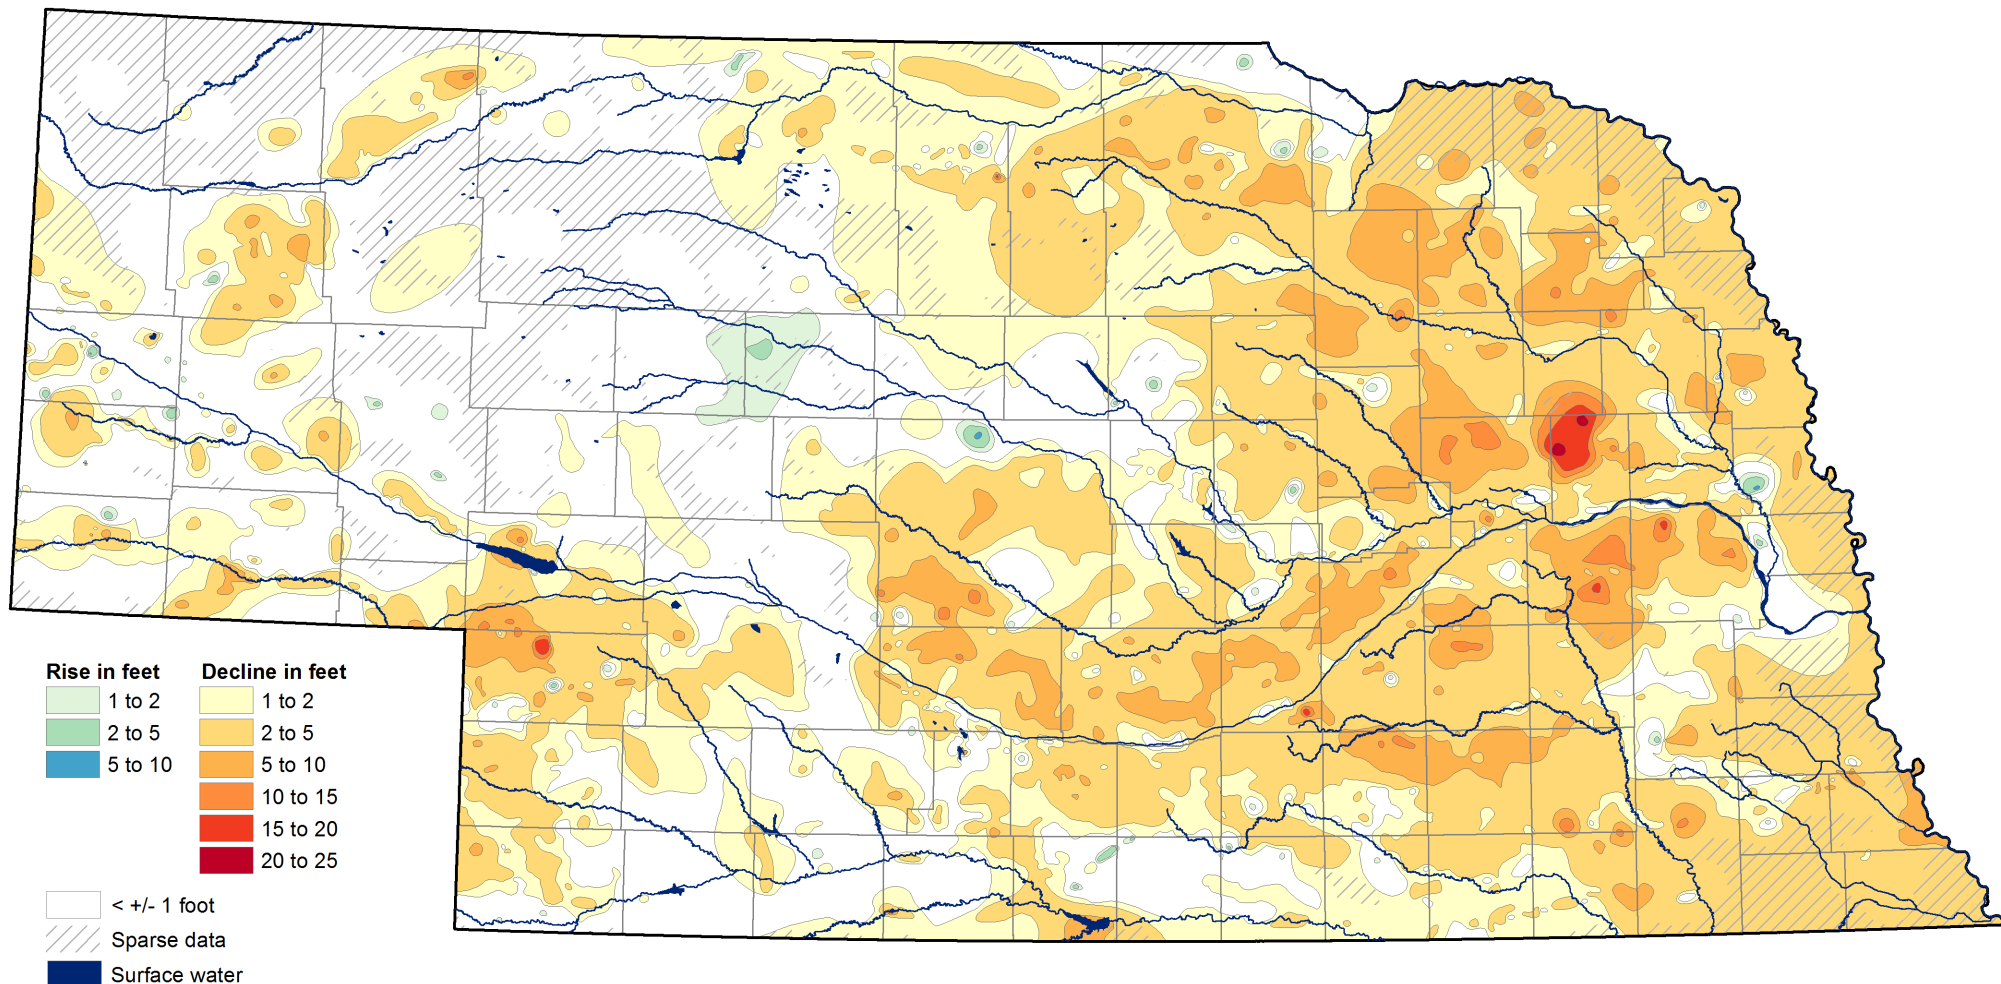 Rise in feet Decline in feet
1 to 2 1 to 2
2 to 5 2 to 5
5 to 10 5 to 10
10 to 15
15 to 20
20 to 25
< +/- 1 foot
Sparse data
Surface water